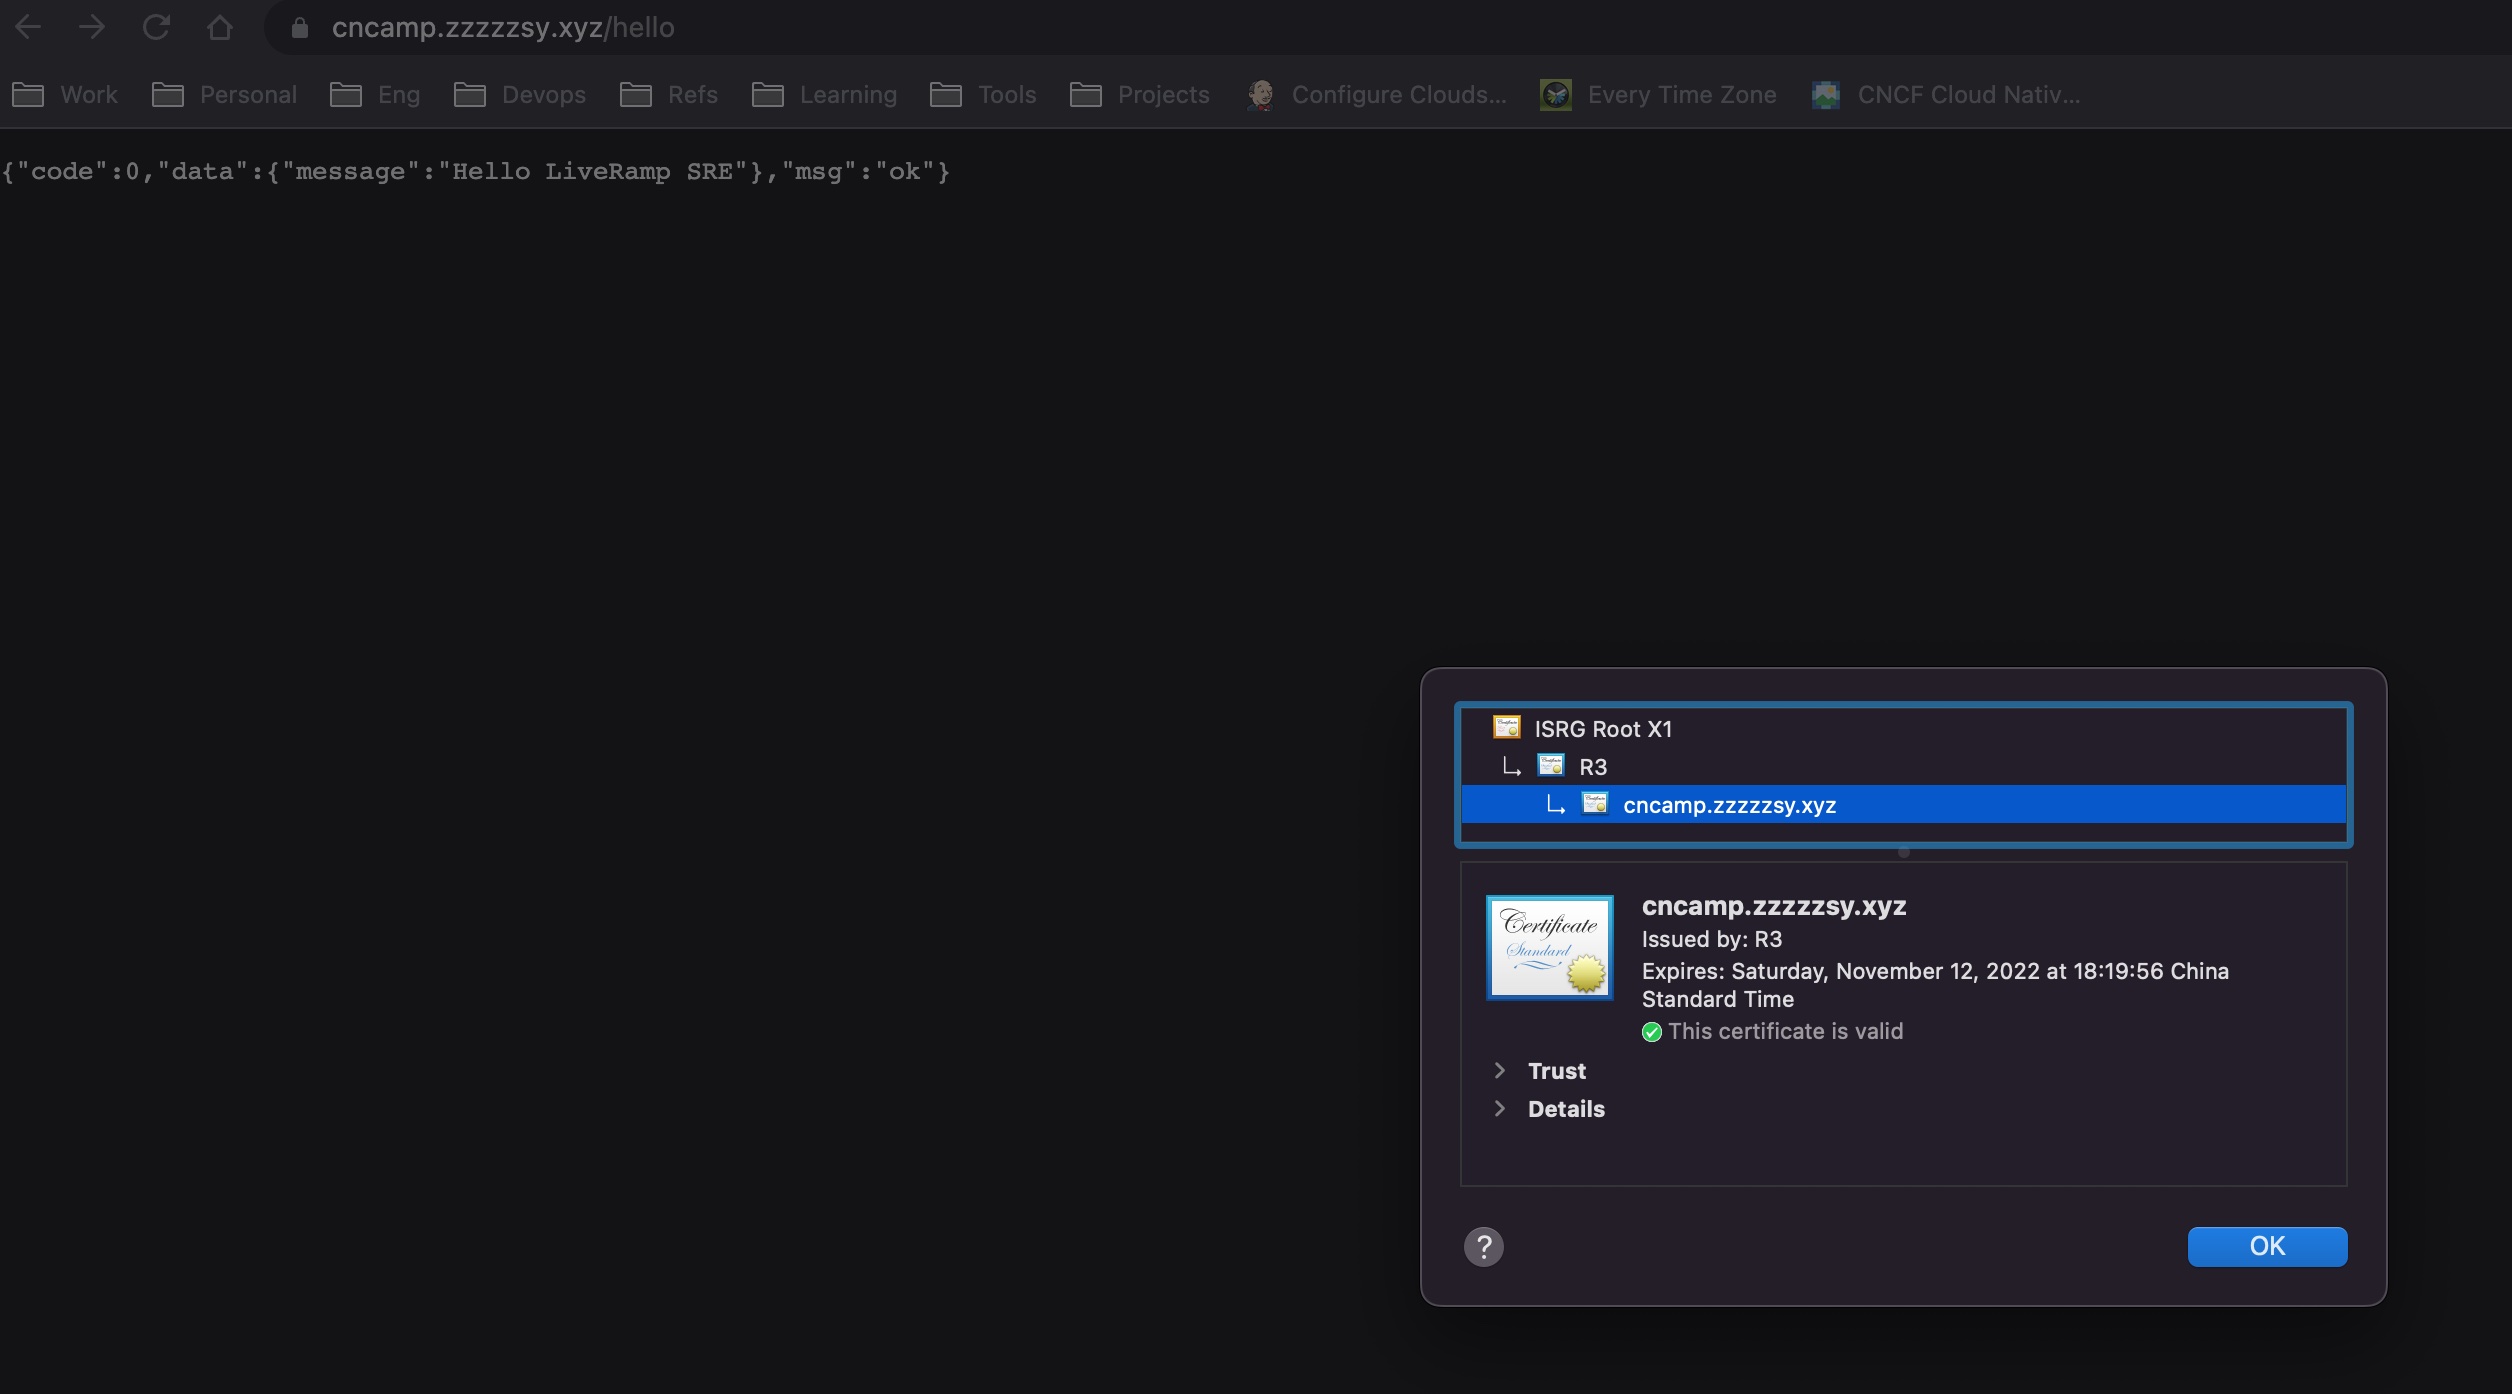 cncamp.zzzzzsy.xyz/hello
Work Personal Eng Devops Refs Learning Tools Projects Configure Clouds... Every Time Zone CNCF Cloud Nativ...
{"code":0,"data":{"message":"Hello LiveRamp SRE"},"msg":"ok"}
ISRG Root X1
R3
cncamp.zzzzzsy.xyz
Certificate
Standard
cncamp.zzzzzsy.xyz
Issued by: R3
Expires: Saturday, November 12, 2022 at 18:19:56 China
Standard Time
This certificate is valid
Trust
Details
?
OK